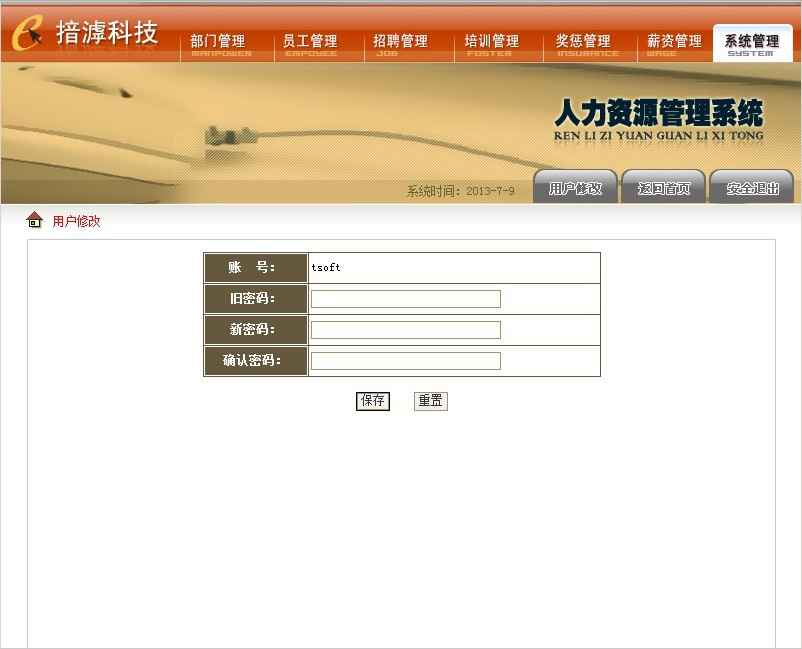 掊滹科技
部门管理 员工管理 招聘管理 培训管理 奖惩管理 薪资管理 系统管理
MANPOWER EMPOYEE JOB FOSTER INSURANCE WAGE SYSTEM
人力资源管理系统
REN LI ZI YUAN GUAN LI XI TONG
系统时间：2013-7-9 用户修改 返回首页 安全退出
用户修改
账 号： tsoft
旧密码：
新密码：
确认密码：
保存 重置